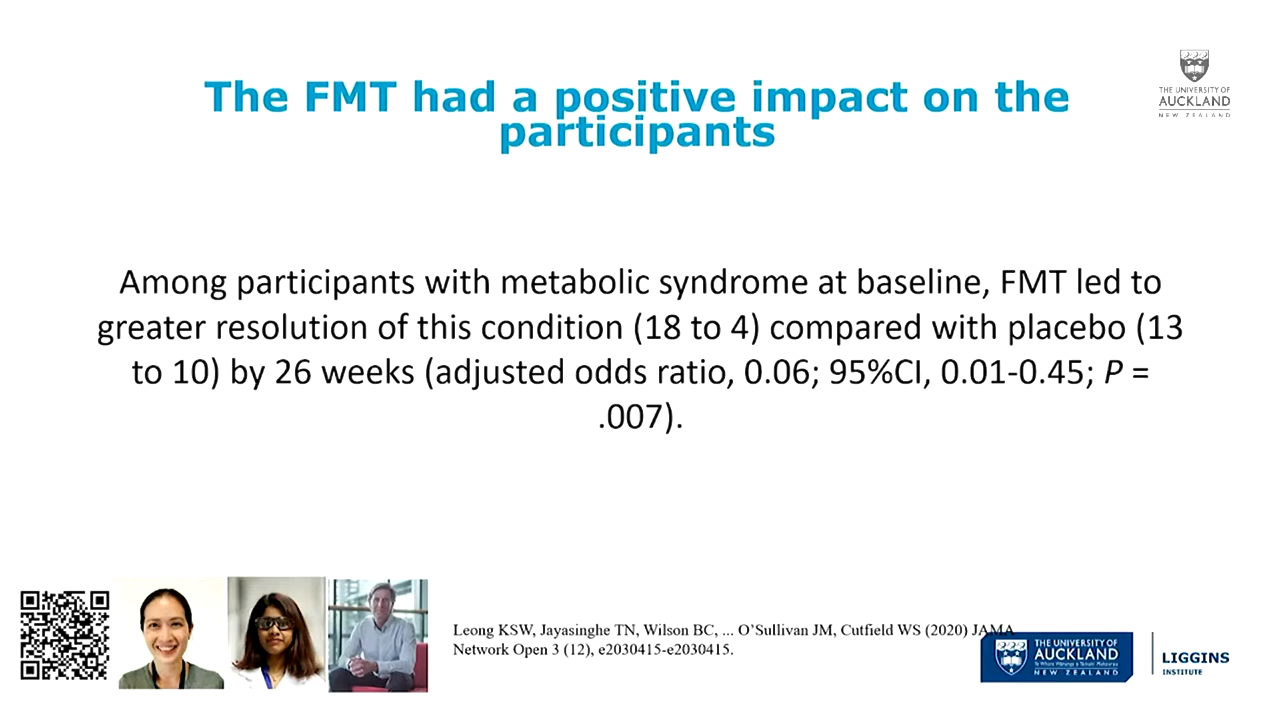 The FMT had a positive impact on the
participants
THE UNIVERSITY OF
AUCKLAND
NEW ZEALAND
Among participants with metabolic syndrome at baseline, FMT led to
greater resolution of this condition (18 to 4) compared with placebo (13
to 10) by 26 weeks (adjusted odds ratio, 0.06; 95%CI, 0.01-0.45; P =
.007).
Leong KSW, Jayasinghe TN, Wilson BC, ... O'Sullivan JM, Cutfield WS (2020) JAMA
Network Open 3 (12), e2030415-e2030415.
THE UNIVERSITY OF
AUCKLAND
NEW ZEALAND
LIGGINS
INSTITUTE